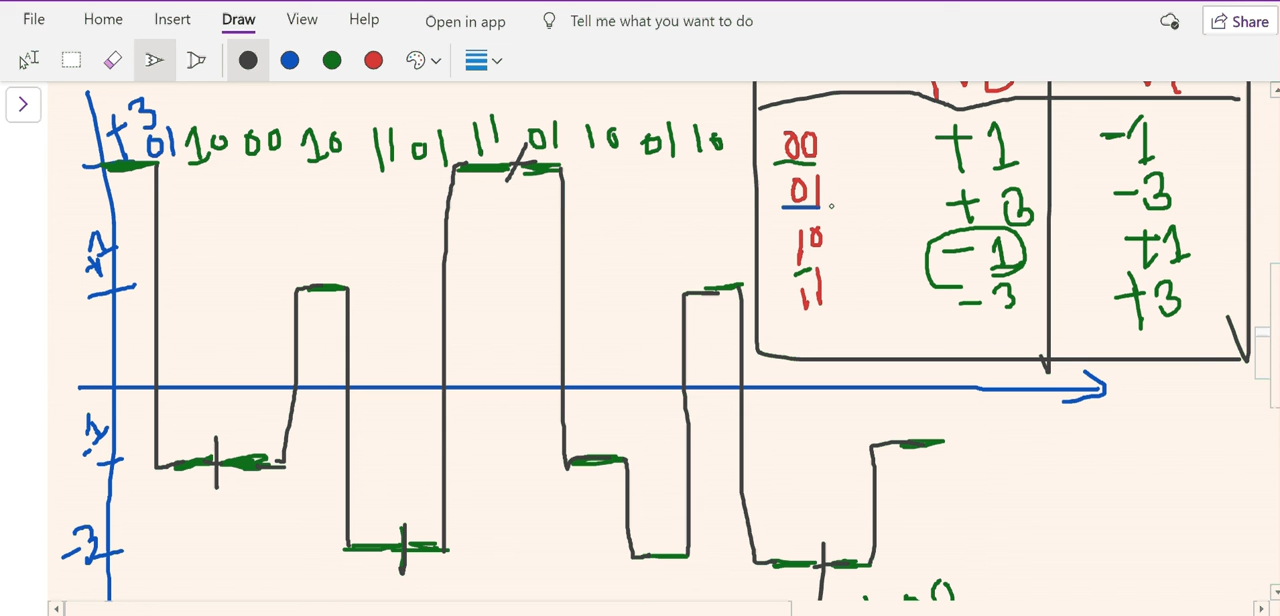 File Home Insert Draw View Help Open in app Tell me what you want to do Share
+3
01 10 00 10 11 01 11 01 10 01 10
00 +1 -1
01 +3 -3
10 -1 +1
11 -3 +3
-1
-3